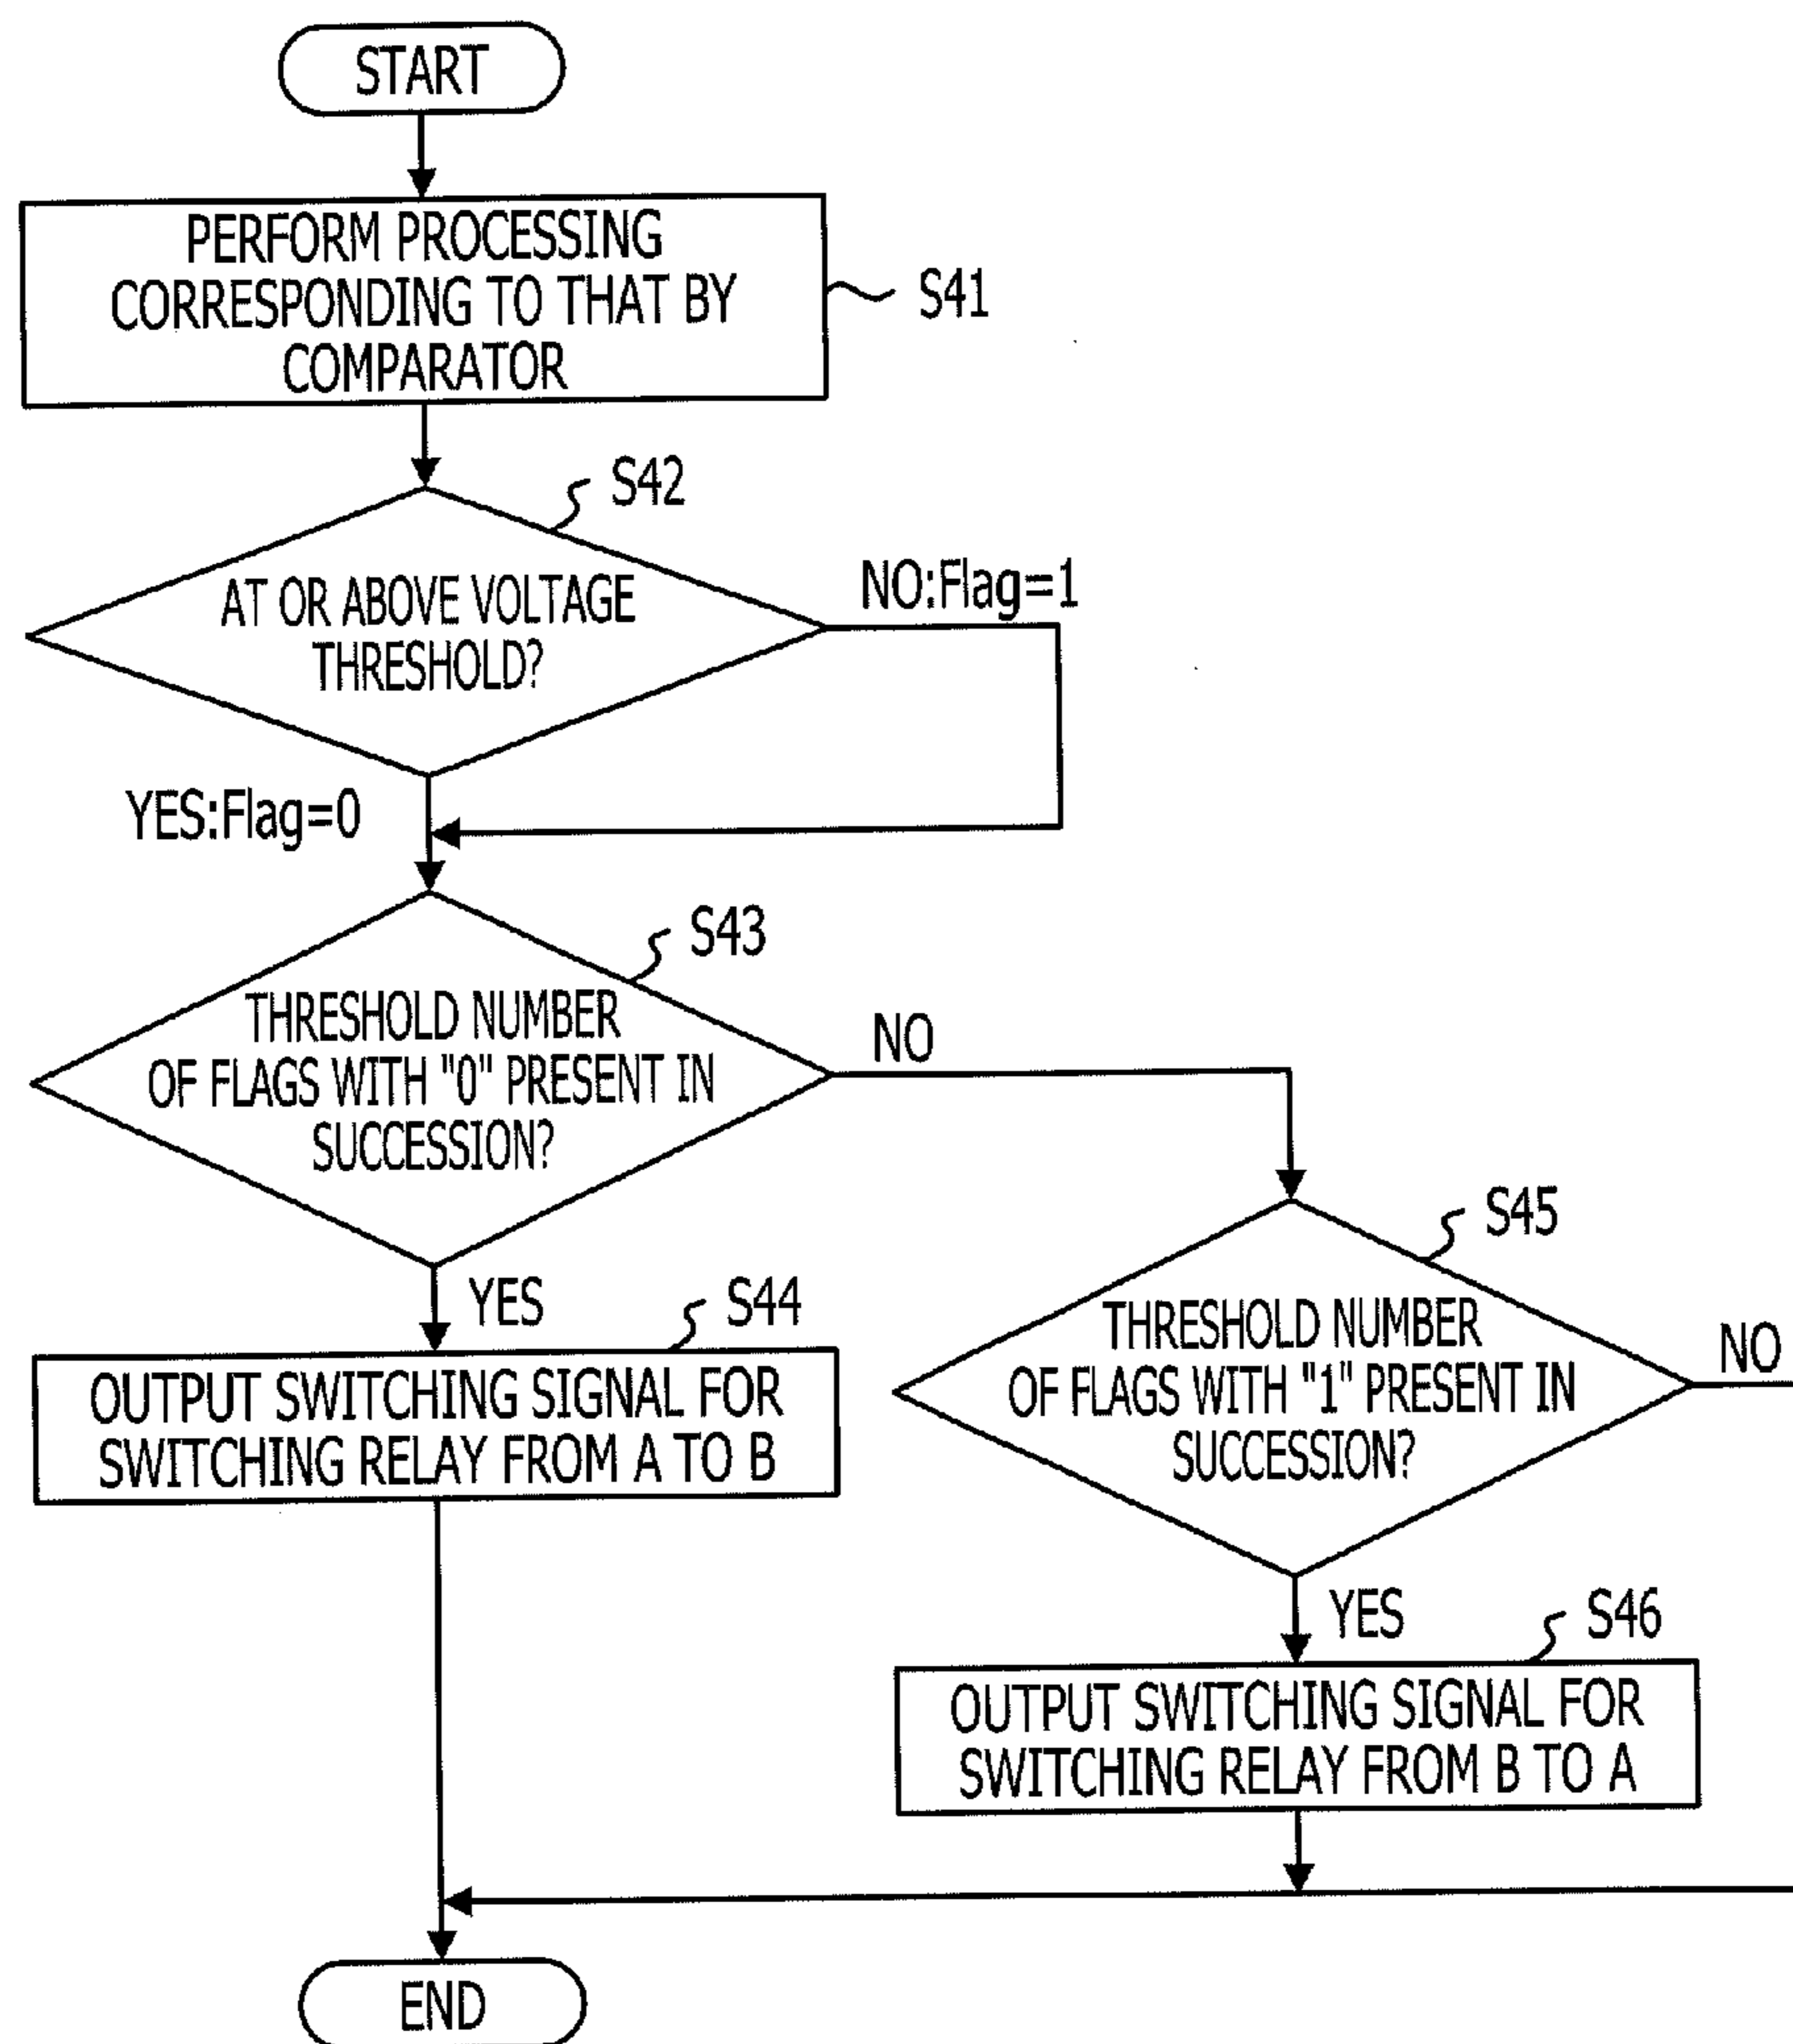 START
PERFORM PROCESSING
CORRESPONDING TO THAT BY
COMPARATOR
S41
S42
AT OR ABOVE VOLTAGE
THRESHOLD?
NO:Flag=1
YES:Flag=0
S43
THRESHOLD NUMBER
OF FLAGS WITH "0" PRESENT IN
SUCCESSION?
NO
YES
S44
OUTPUT SWITCHING SIGNAL FOR
SWITCHING RELAY FROM A TO B
S45
THRESHOLD NUMBER
OF FLAGS WITH "1" PRESENT IN
SUCCESSION?
NO
YES
S46
OUTPUT SWITCHING SIGNAL FOR
SWITCHING RELAY FROM B TO A
END